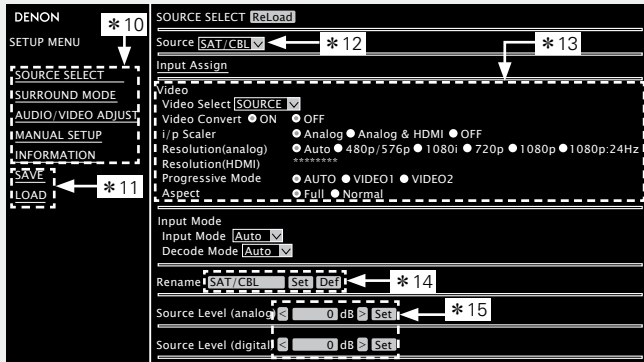 DENON
*10
SETUP MENU
SOURCE SELECT
SURROUND MODE
AUDIO/VIDEO ADJUST
MANUAL SETUP
INFORMATION
SAVE
LOAD
*11
SOURCE SELECT ReLoad
Source SAT/CBL
*12
*13
Input Assign
Video
Video Select SOURCE
Video Convert ON OFF
i/p Scaler Analog Analog & HDMI OFF
Resolution(analog) Auto 480p/576p 1080i 720p 1080p 1080p:24Hz
Resolution(HDMI) ********
Progressive Mode AUTO VIDEO1 VIDEO2
Aspect Full Normal
Input Mode
Input Mode Auto
Decode Mode Auto
Rename SAT/CBL Set Def
*14
Source Level (analog) < 0 dB > Set
*15
Source Level (digital < 0 dB > Set